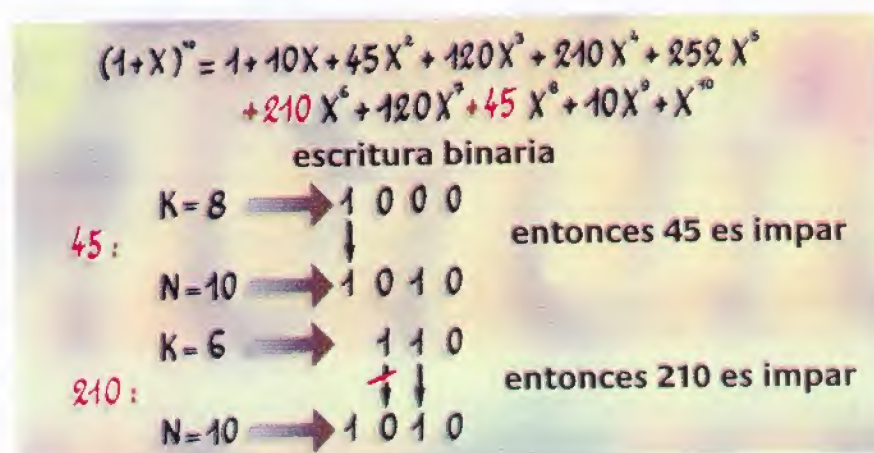 (1+X)¹⁰ = 1 + 10X + 45X² + 120X³ + 210X⁴ + 252X⁵
+210X⁶ + 120X⁷ + 45X⁸ + 10X⁹ + X¹⁰
escritura binaria
K=8 1 0 0 0
45: entonces 45 es impar
N=10 1 0 1 0
K=6 1 1 0
210: entonces 210 es impar
N=10 1 0 1 0